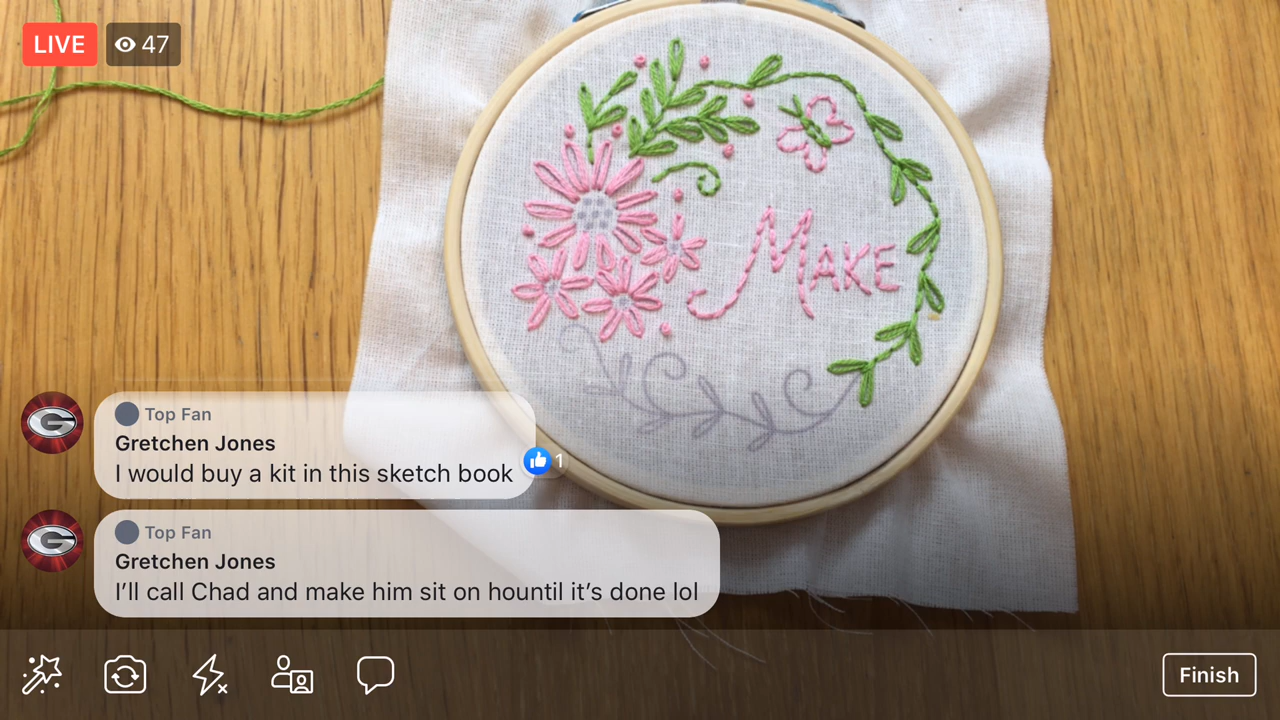 LIVE
47
MAKE
Top Fan
Gretchen Jones
I would buy a kit in this sketch book
1
G
Top Fan
Gretchen Jones
I’ll call Chad and make him sit on hountil it’s done lol
G
Finish